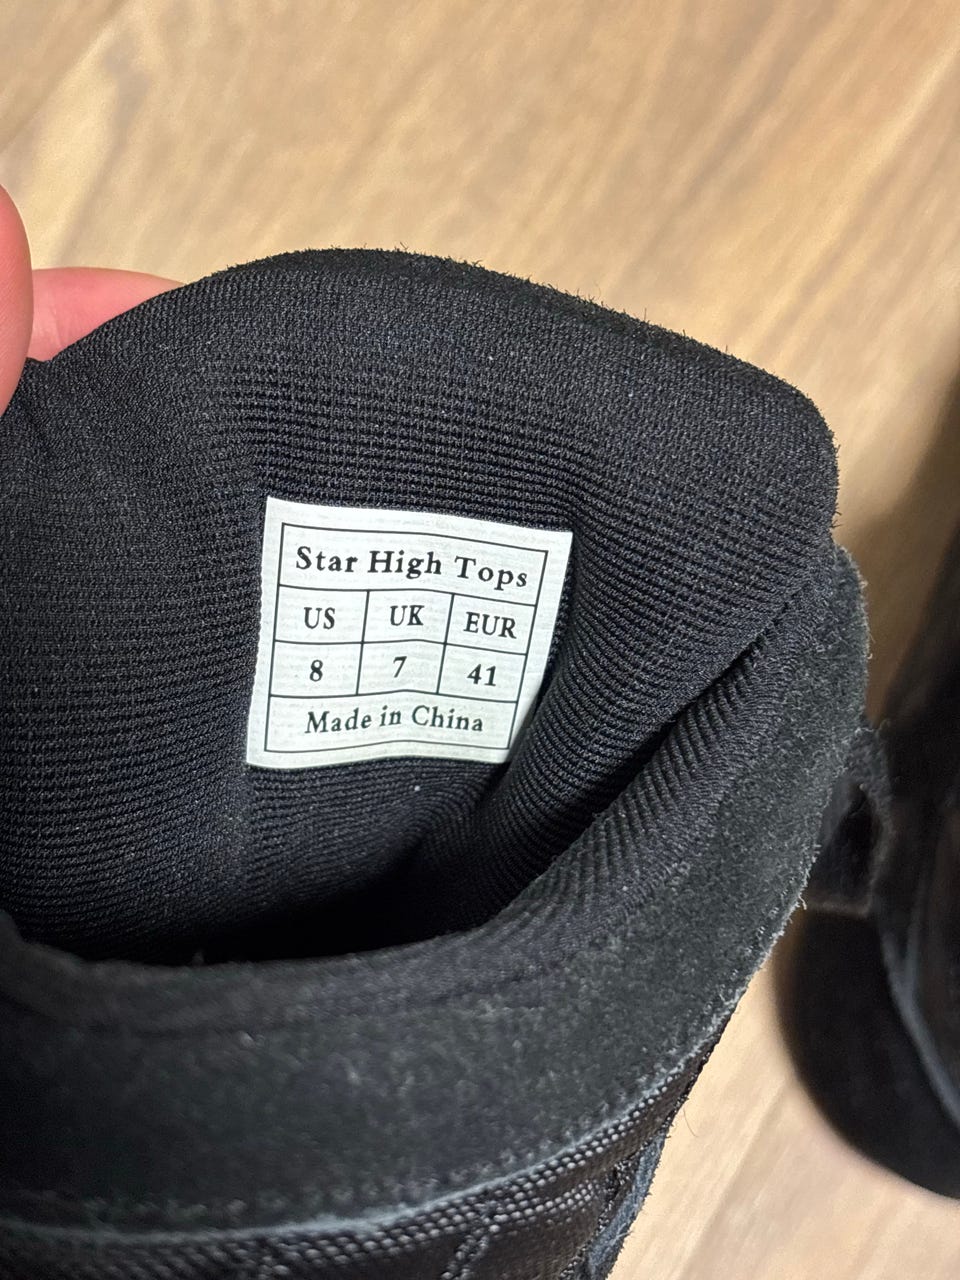 Star High Tops
US UK EUR
8 7 41
Made in China